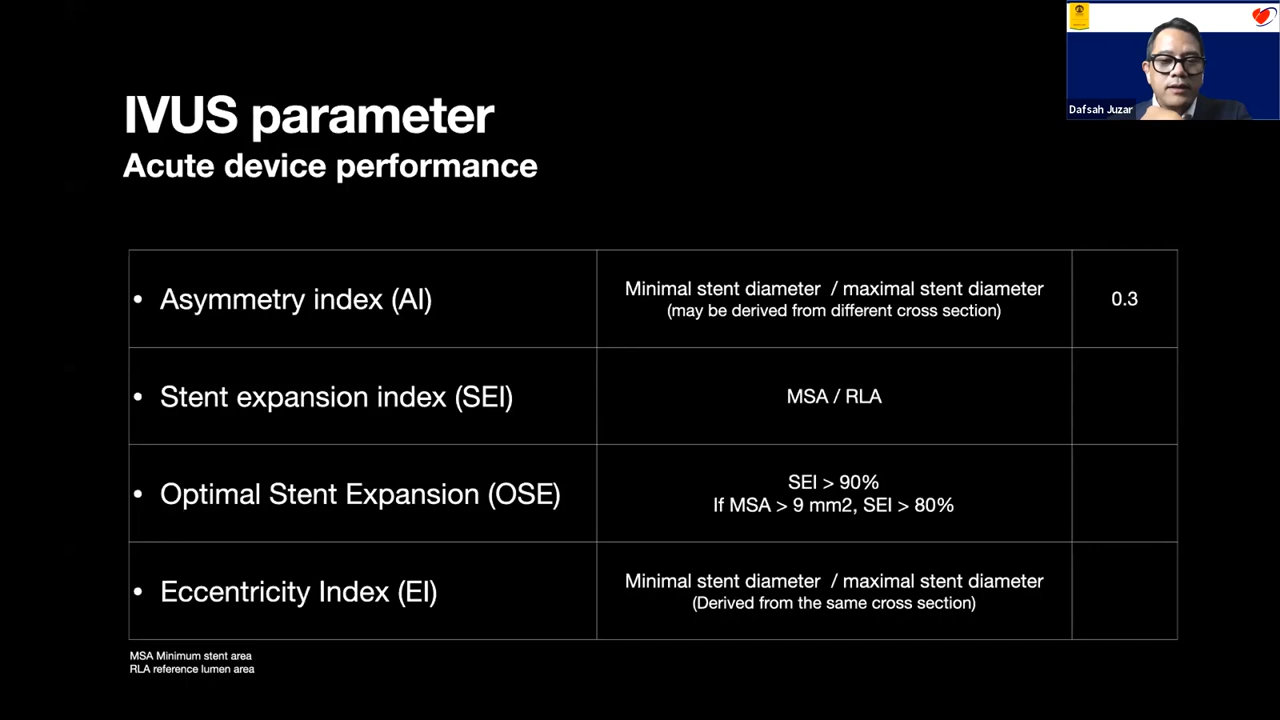 IVUS parameter
Acute device performance
• Asymmetry index (AI)
Minimal stent diameter / maximal stent diameter
(may be derived from different cross section)
0.3
• Stent expansion index (SEI)
MSA / RLA
• Optimal Stent Expansion (OSE)
SEI > 90%
If MSA > 9 mm2, SEI > 80%
• Eccentricity Index (EI)
Minimal stent diameter / maximal stent diameter
(Derived from the same cross section)
MSA Minimum stent area
RLA reference lumen area
Dafsah Juzar